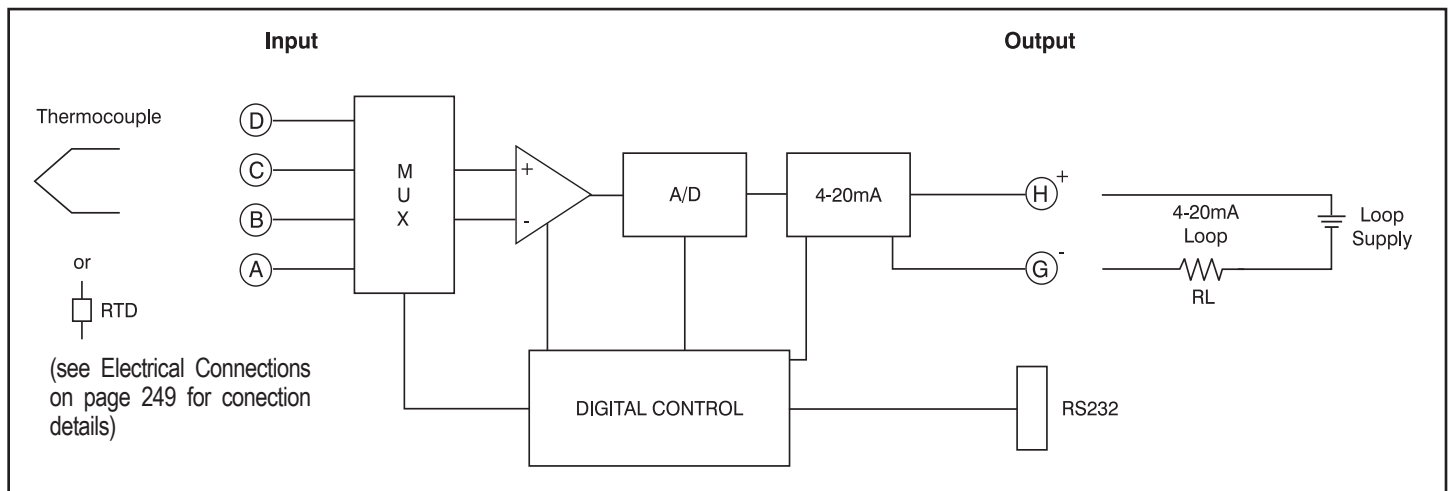 Input
Output
Thermocouple
D
C
B
A
M
U
X
+
-
A/D
4-20mA
H
+
G
-
4-20mA
Loop
RL
Loop
Supply
or
RTD
(see Electrical Connections
on page 249 for conection
details)
DIGITAL CONTROL
RS232